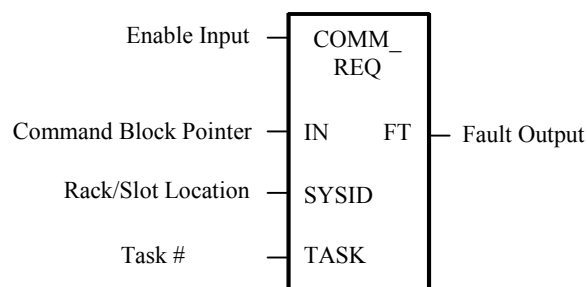 Enable Input
COMM_
REQ
Command Block Pointer
IN
FT
Fault Output
Rack/Slot Location
SYSID
Task #
TASK